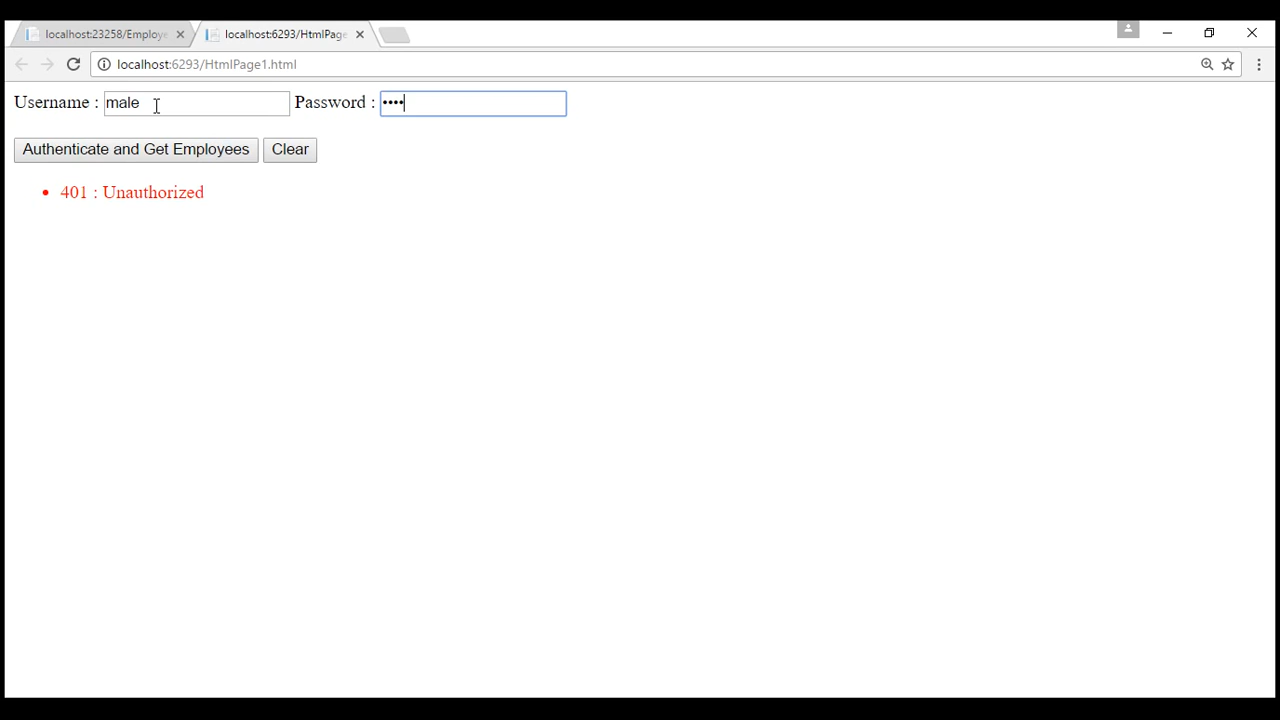 localhost:23258/Employe
localhost:6293/HtmlPage
localhost:6293/HtmlPage1.html
Username : male Password : ••••
Authenticate and Get Employees Clear
• 401 : Unauthorized